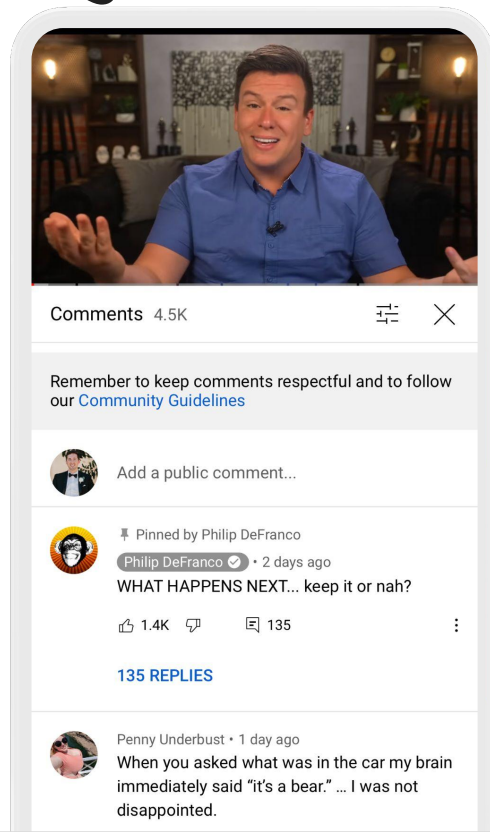 Comments 4.5K
Remember to keep comments respectful and to follow
our Community Guidelines
Add a public comment...
Pinned by Philip DeFranco
Philip DeFranco • 2 days ago
WHAT HAPPENS NEXT... keep it or nah?
1.4K 135
135 REPLIES
Penny Underbust • 1 day ago
When you asked what was in the car my brain
immediately said “it’s a bear.” ... I was not
disappointed.